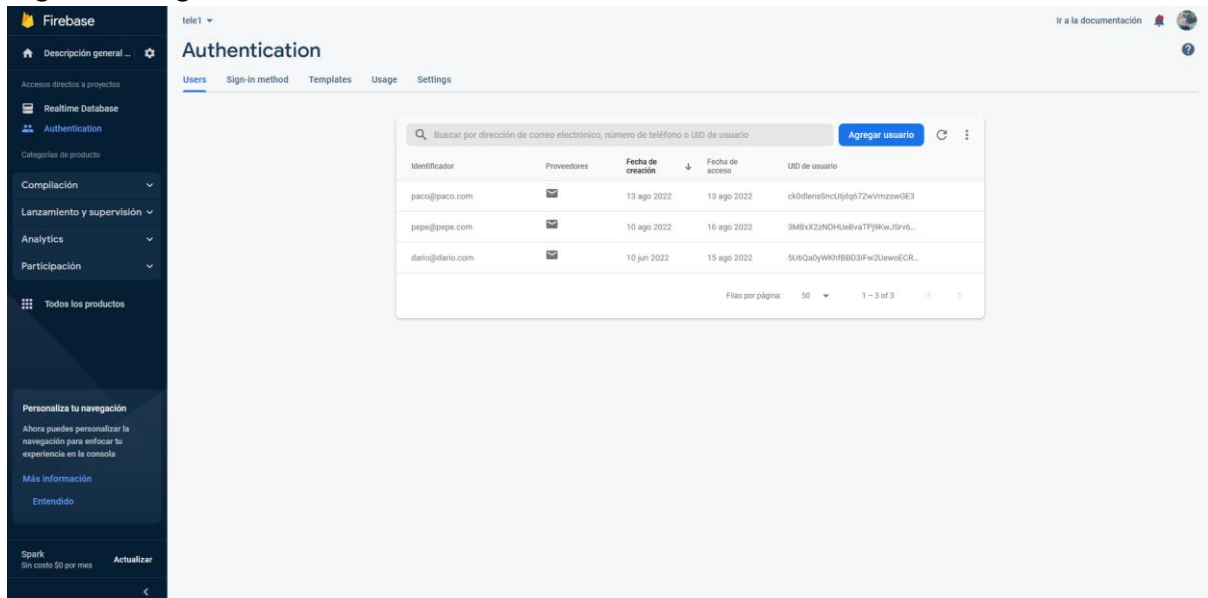 Firebase
tele1
Ir a la documentación
Descripción general ...
Authentication
Accesos directos a proyectos
Users Sign-in method Templates Usage Settings
Realtime Database
Authentication
Categorías de producto
Compilación
Lanzamiento y supervisión
Analytics
Participación
Todos los productos
Buscar por dirección de correo electrónico, número de teléfono o UID de usuario
Agregar usuario
Identificador Proveedores Fecha de creación Fecha de acceso UID de usuario
paco@paco.com 13 ago 2022 13 ago 2022
pepe@pepe.com 10 ago 2022 16 ago 2022
dario@dario.com 10 jun 2022 15 ago 2022
Filas por página: 50 1 – 3 of 3
Personaliza tu navegación
Ahora puedes personalizar la
navegación para enfocar tu
experiencia en la consola
Más información
Entendido
Spark
Sin costo $0 por mes
Actualizar